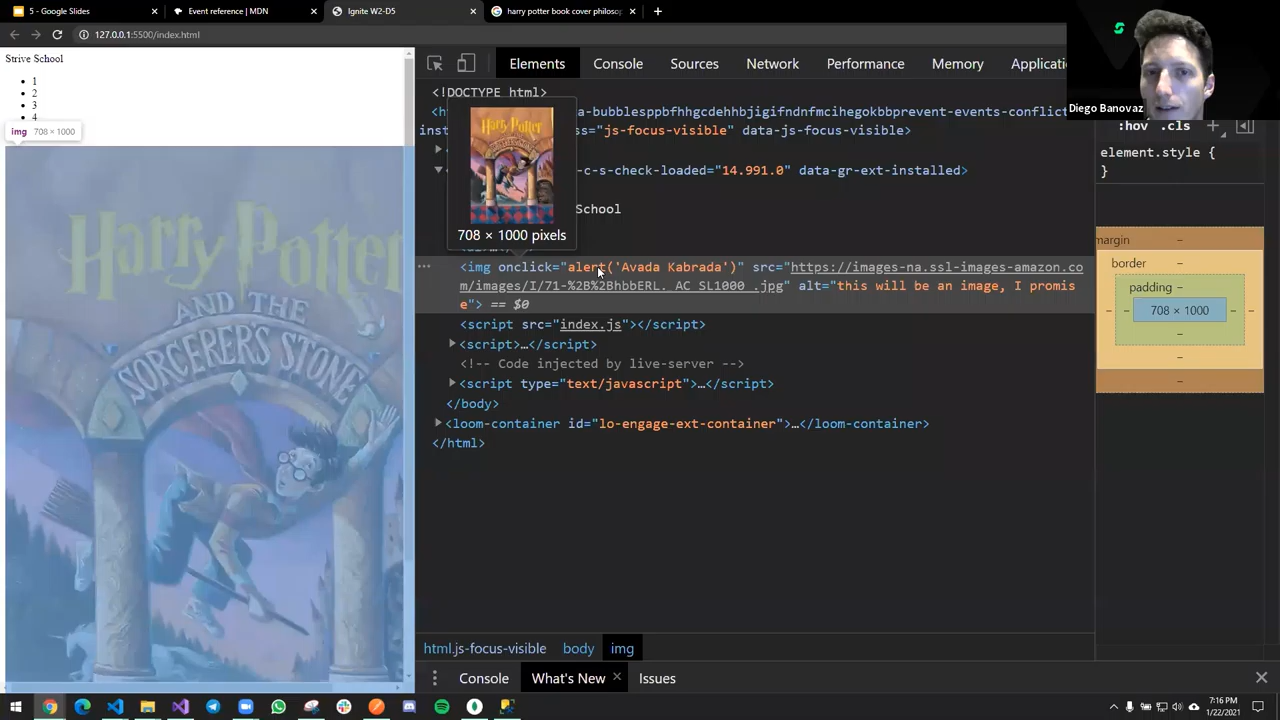 5 - Google Slides
Event reference | MDN
Ignite W2-D5
harry potter book cover philosop
127.0.0.1:5500/index.html
Strive School
1
2
3
4
img 708 × 1000
Harry Potter
AND THE
SORCERER'S STONE
Elements Console Sources Network Performance Memory Applicati
Diego Banovaz
<!DOCTYPE html>
a-bubblesppbfhhgcdehhbjigifndnfmcihegokbbprevent-events-conflict
inst
ss="js-focus-visible" data-js-focus-visible>
c-s-check-loaded="14.991.0" data-gr-ext-installed>
School
Harry Potter
708 × 1000 pixels
<img onclick="alert('Avada Kabrada')" src="https://images-na.ssl-images-amazon.co
m/images/I/71-%2B%2BhbbERL._AC_SL1000_.jpg" alt="this will be an image, I promis
e"> == $0
<script src="index.js"></script>
<script>…</script>
<!-- Code injected by live-server -->
<script type="text/javascript">…</script>
</body>
<loom-container id="lo-engage-ext-container">…</loom-container>
</html>
:hov .cls
element.style {
}
margin –
border –
padding –
– – – 708 × 1000 – – –
–
–
–
html.js-focus-visible body img
Console What's New Issues
7:16 PM
1/22/2021